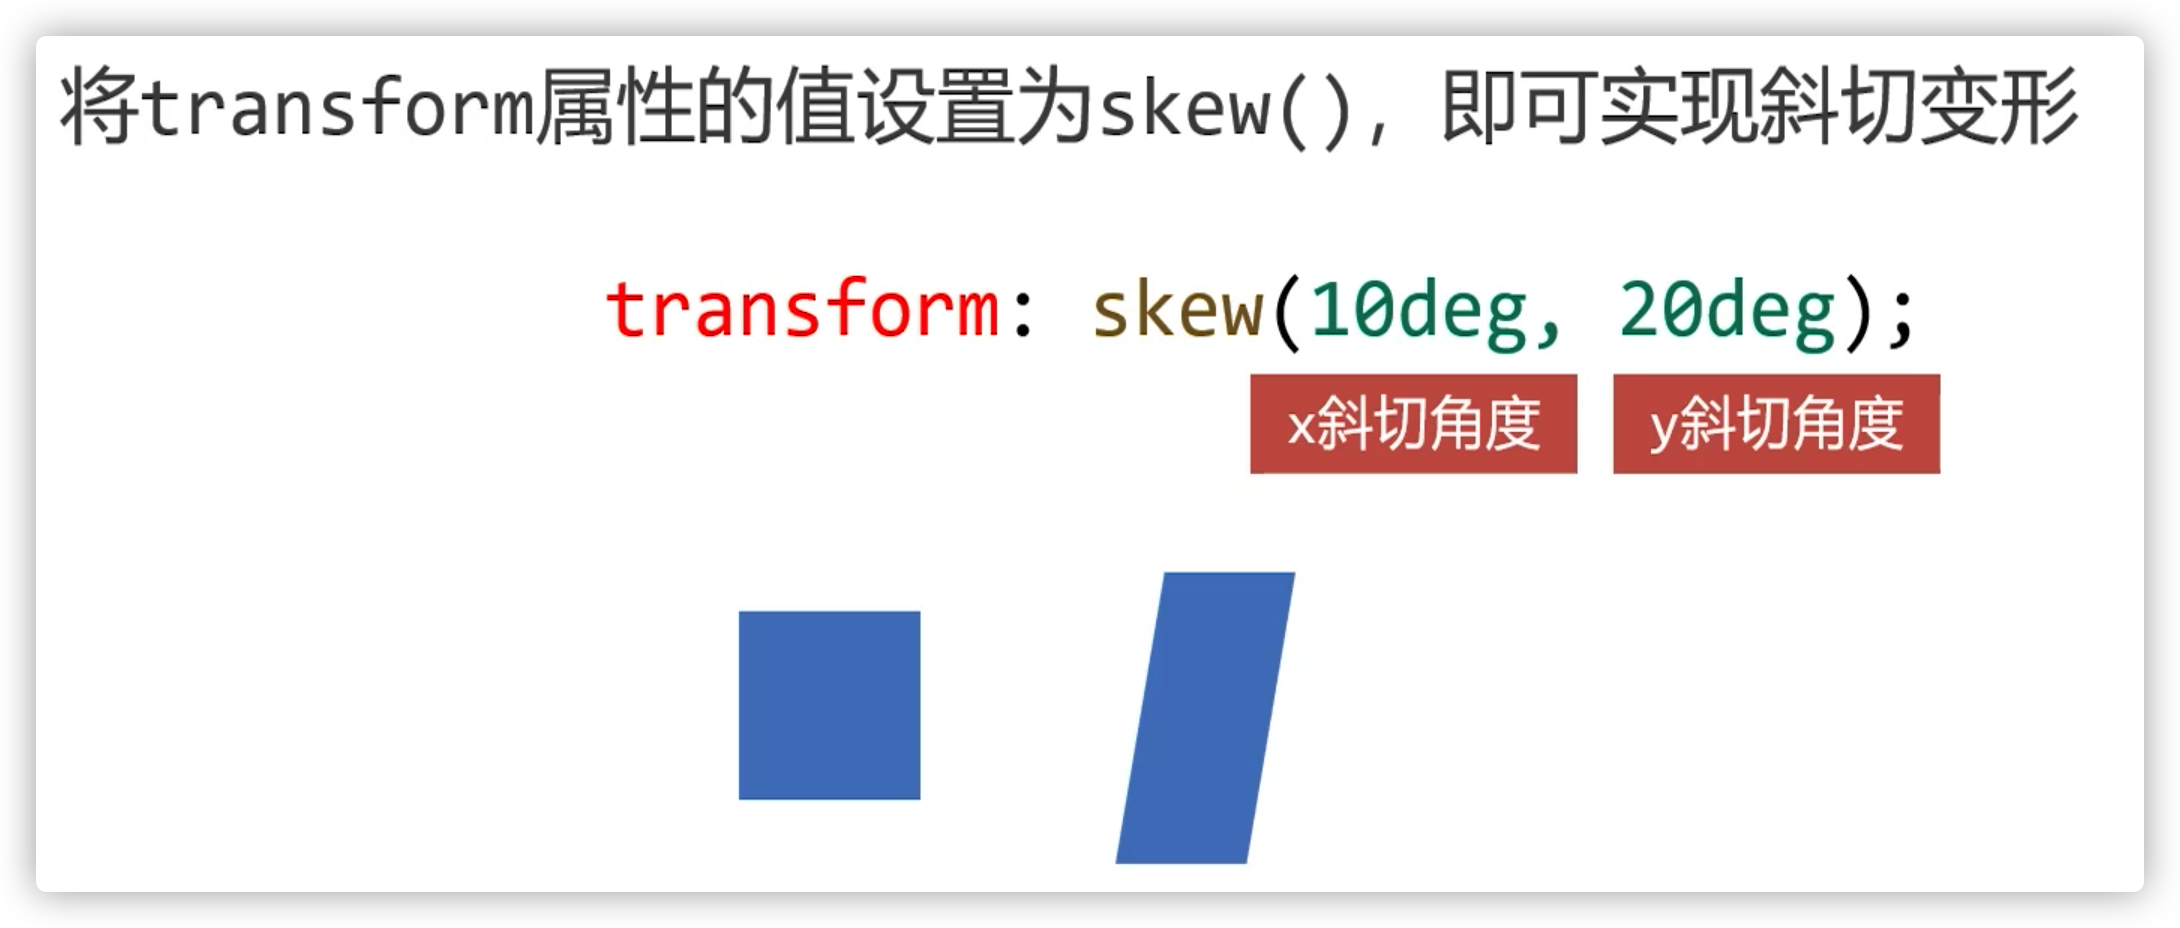 将transform属性的值设置为skew()，即可实现斜切变形
transform: skew(10deg, 20deg);
x斜切角度 y斜切角度